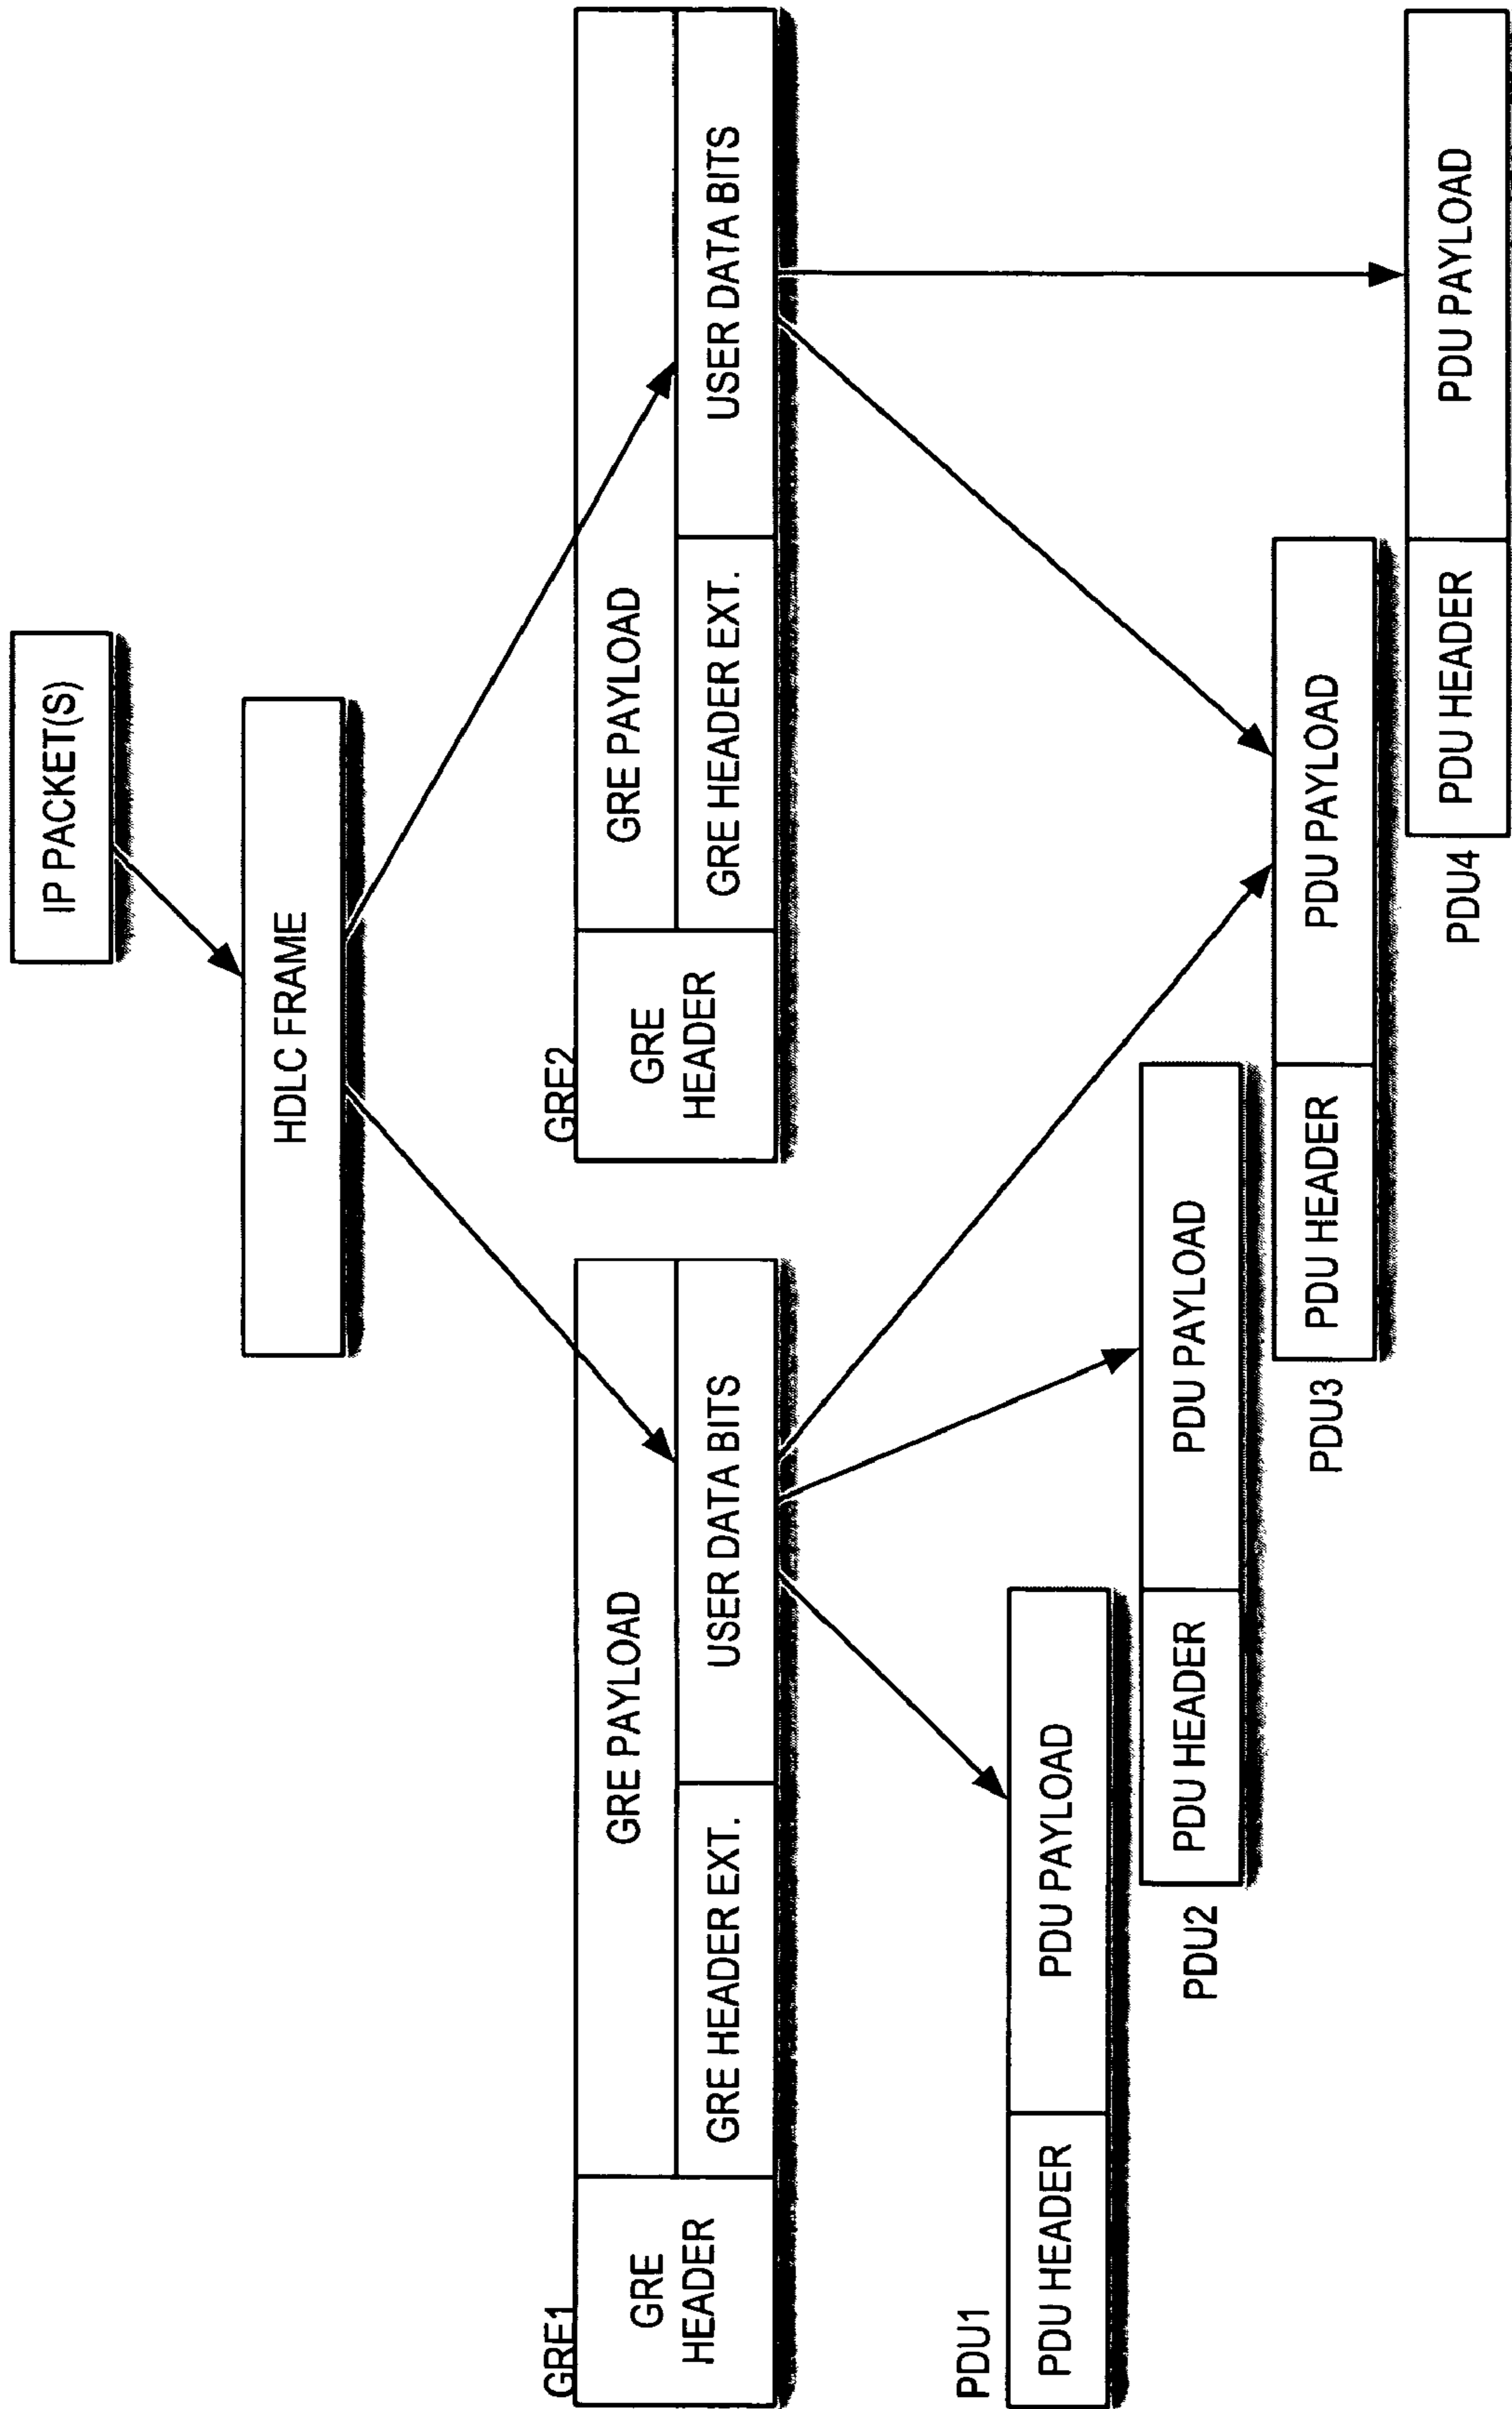 IP PACKET(S)
HDLC FRAME
GRE1
GRE
HEADER
GRE PAYLOAD
GRE HEADER EXT.
USER DATA BITS
GRE2
GRE
HEADER
GRE PAYLOAD
GRE HEADER EXT.
USER DATA BITS
PDU1
PDU HEADER
PDU PAYLOAD
PDU2
PDU HEADER
PDU PAYLOAD
PDU3
PDU HEADER
PDU PAYLOAD
PDU4
PDU HEADER
PDU PAYLOAD